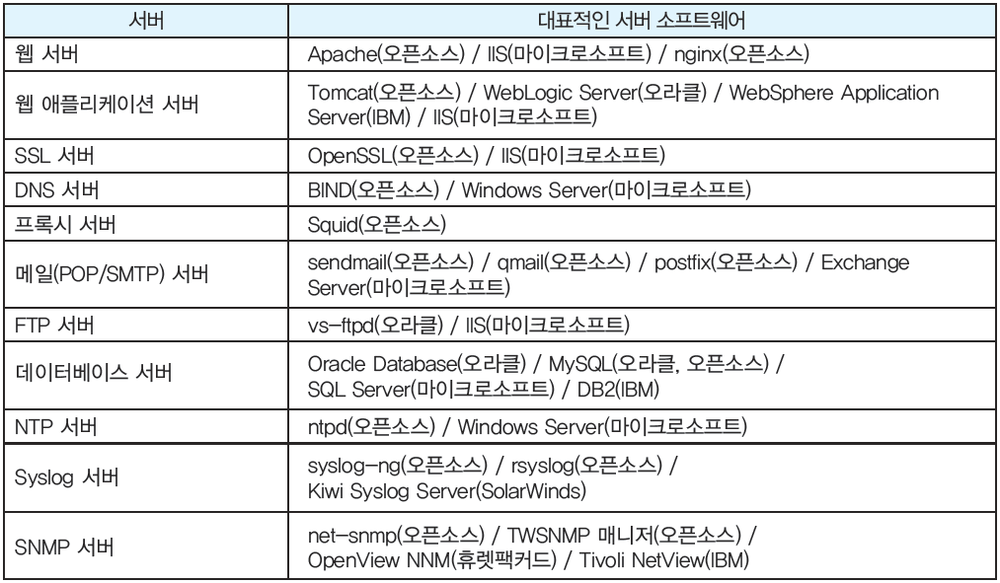 서버 대표적인 서버 소프트웨어
웹 서버 Apache(오픈소스) / IIS(마이크로소프트) / nginx(오픈소스)
웹 애플리케이션 서버 Tomcat(오픈소스) / WebLogic Server(오라클) / WebSphere Application
Server(IBM) / IIS(마이크로소프트)
SSL 서버 OpenSSL(오픈소스) / IIS(마이크로소프트)
DNS 서버 BIND(오픈소스) / Windows Server(마이크로소프트)
프록시 서버 Squid(오픈소스)
메일(POP/SMTP) 서버 sendmail(오픈소스) / qmail(오픈소스) / postfix(오픈소스) / Exchange
Server(마이크로소프트)
FTP 서버 vs-ftpd(오라클) / IIS(마이크로소프트)
데이터베이스 서버 Oracle Database(오라클) / MySQL(오라클, 오픈소스) /
SQL Server(마이크로소프트) / DB2(IBM)
NTP 서버 ntpd(오픈소스) / Windows Server(마이크로소프트)
Syslog 서버 syslog-ng(오픈소스) / rsyslog(오픈소스) /
Kiwi Syslog Server(SolarWinds)
SNMP 서버 net-snmp(오픈소스) / TWSNMP 매니저(오픈소스) /
OpenView NNM(휴렛팩커드) / Tivoli NetView(IBM)